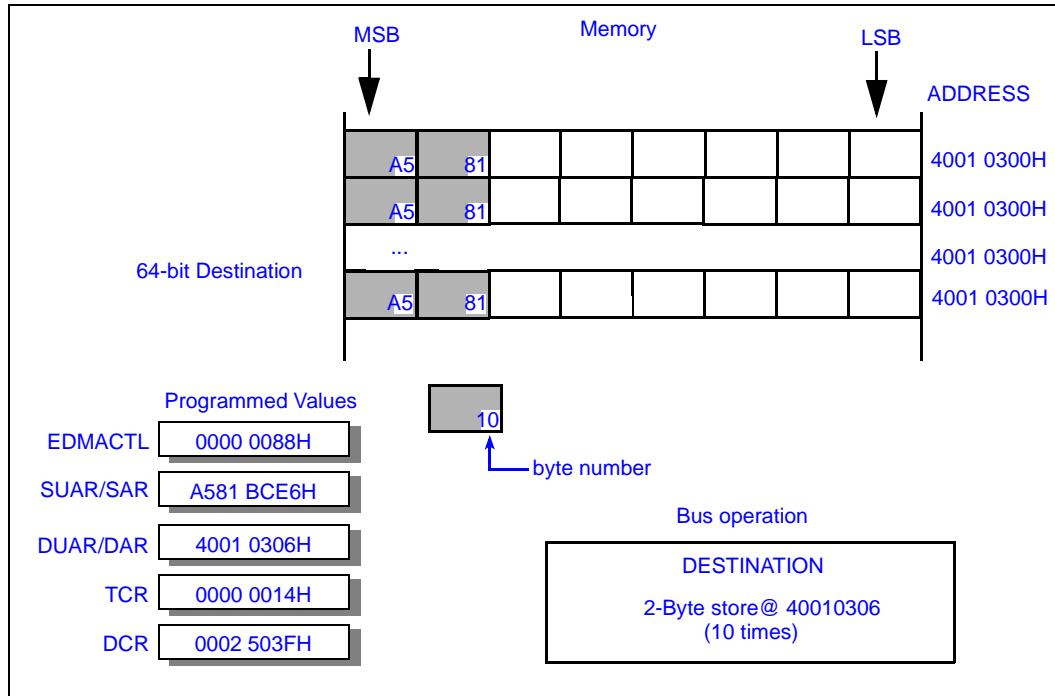 MSB
Memory
LSB
ADDRESS
A5 81 4001 0300H
A5 81 4001 0300H
... 4001 0300H
64-bit Destination
A5 81 4001 0300H
Programmed Values
10
byte number
EDMACTL 0000 0088H
SUAR/SAR A581 BCE6H
DUAR/DAR 4001 0306H
TCR 0000 0014H
DCR 0002 503FH
Bus operation
DESTINATION
2-Byte store@ 40010306
(10 times)